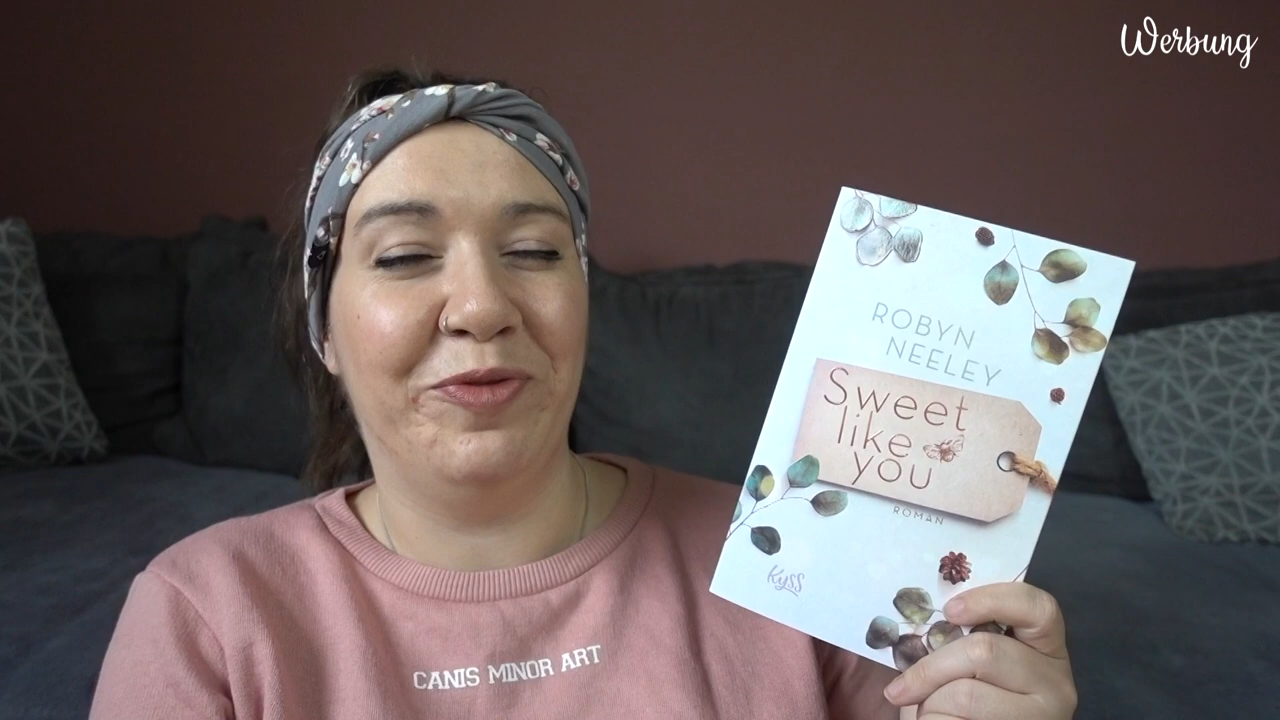 Werbung
ROBYN
NEELEY
Sweet
like
you
ROMAN
Kyss
CANIS MINOR ART